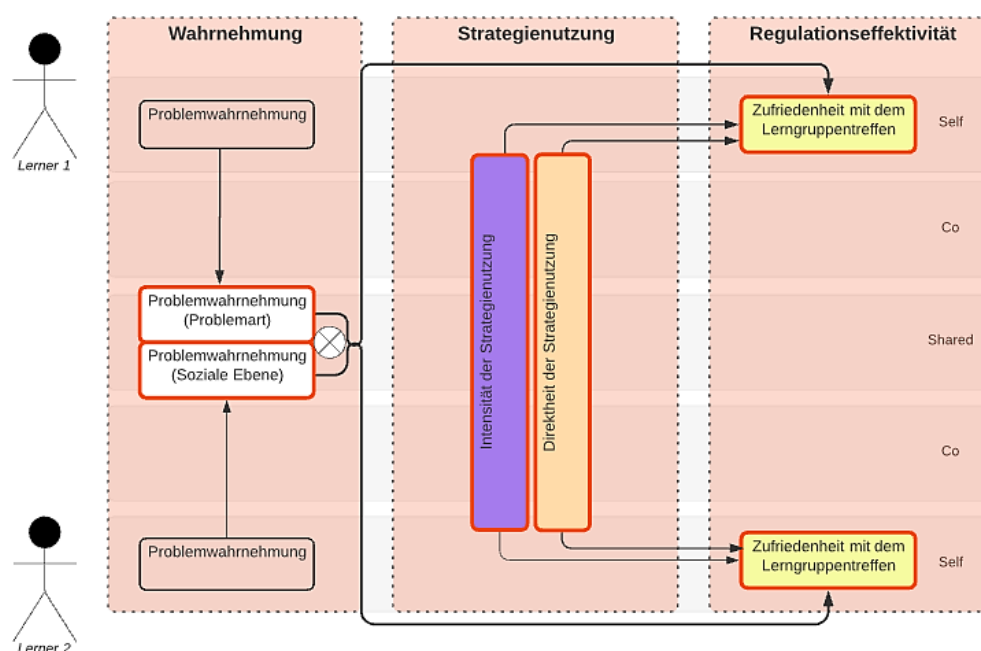 Wahrnehmung
Strategienutzung
Regulationseffektivität
Lerner 1
Problemwahrnehmung
Zufriedenheit mit dem
Lerngruppentreffen
Self
Co
Problemwahrnehmung
(Problemart)
Problemwahrnehmung
(Soziale Ebene)
Intensität der Strategienutzung
Direktheit der Strategienutzung
Shared
Co
Problemwahrnehmung
Zufriedenheit mit dem
Lerngruppentreffen
Self
Lerner 2